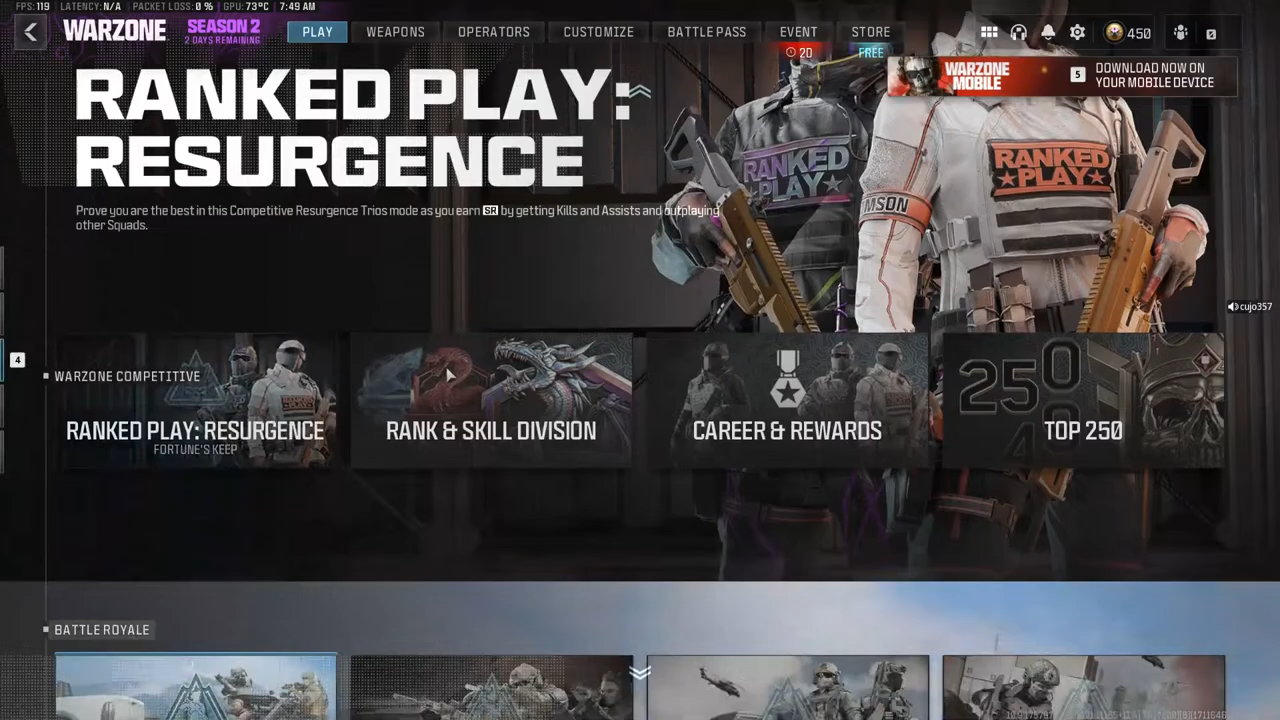 FPS: 119 | LATENCY: N/A | PACKET LOSS: 0 % | GPU: 73°C | 7:49 AM
WARZONE
SEASON 2
2 DAYS REMAINING
PLAY
WEAPONS
OPERATORS
CUSTOMIZE
BATTLE PASS
EVENT
STORE
450
0
2D
FREE
WARZONE
MOBILE
5
DOWNLOAD NOW ON
YOUR MOBILE DEVICE
RANKED PLAY:
RESURGENCE
Prove you are the best in this Competitive Resurgence Trios mode as you earn SR by getting Kills and Assists and outplaying
other Squads.
RANKED
PLAY
RANKED
PLAY
cujo357
4
WARZONE COMPETITIVE
RANKED PLAY: RESURGENCE
FORTUNE'S KEEP
RANK & SKILL DIVISION
CAREER & REWARDS
250
TOP 250
BATTLE ROYALE